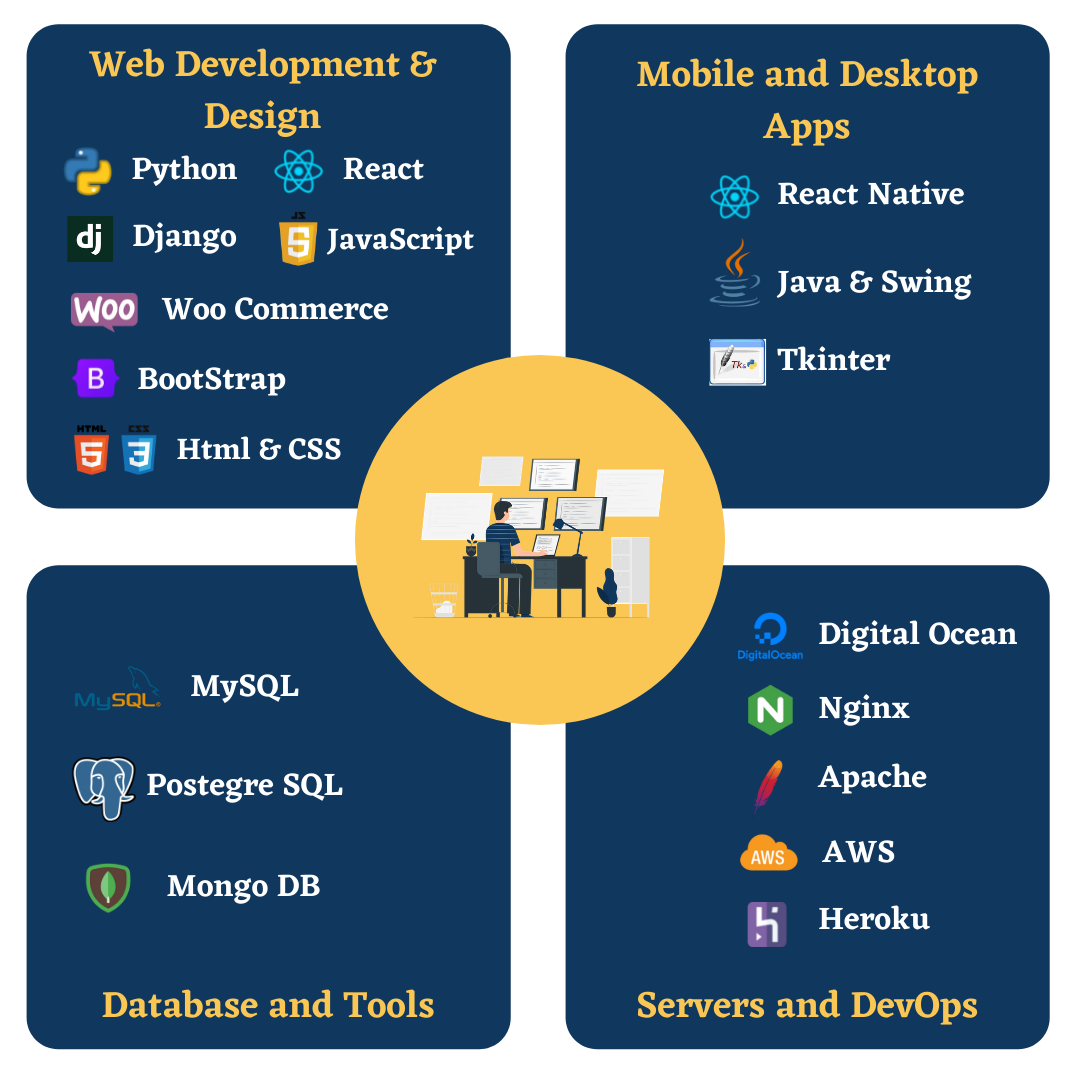 Web Development &
Design
Python
React
dj
Django
JS
JavaScript
WOO
Woo Commerce
B
BootStrap
HTML
5
CSS
3
Html & CSS
Mobile and Desktop
Apps
React Native
Java & Swing
Tk
Tkinter
MySQL®
MySQL
Postegre SQL
Mongo DB
Database and Tools
DigitalOcean
Digital Ocean
N
Nginx
Apache
AWS
AWS
Heroku
Servers and DevOps